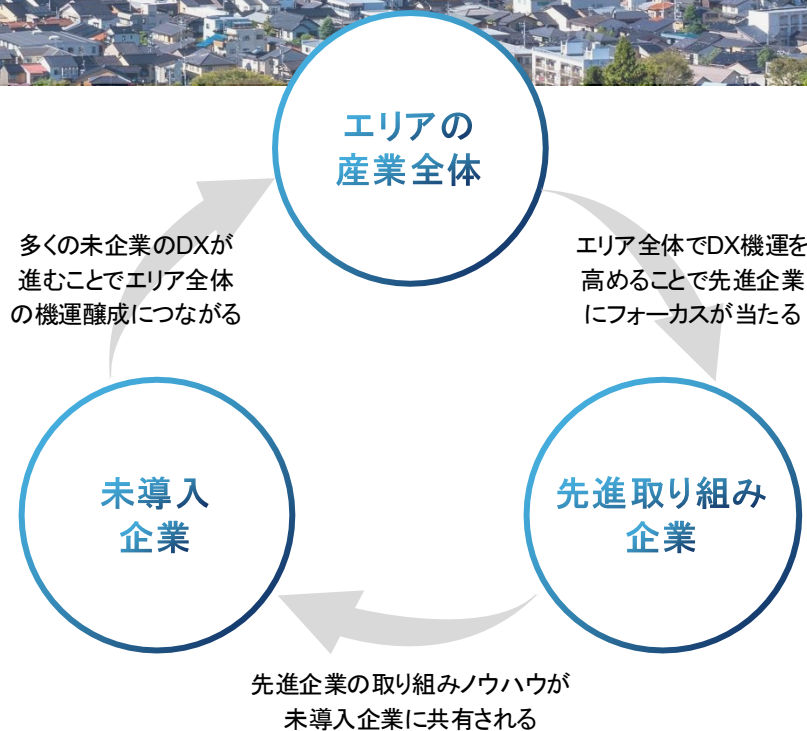 エリアの
産業全体
多くの未企業のDXが
進むことでエリア全体
の機運醸成につながる
エリア全体でDX機運を
高めることで先進企業
にフォーカスが当たる
未導入
企業
先進取り組み
企業
先進企業の取り組みノウハウが
未導入企業に共有される